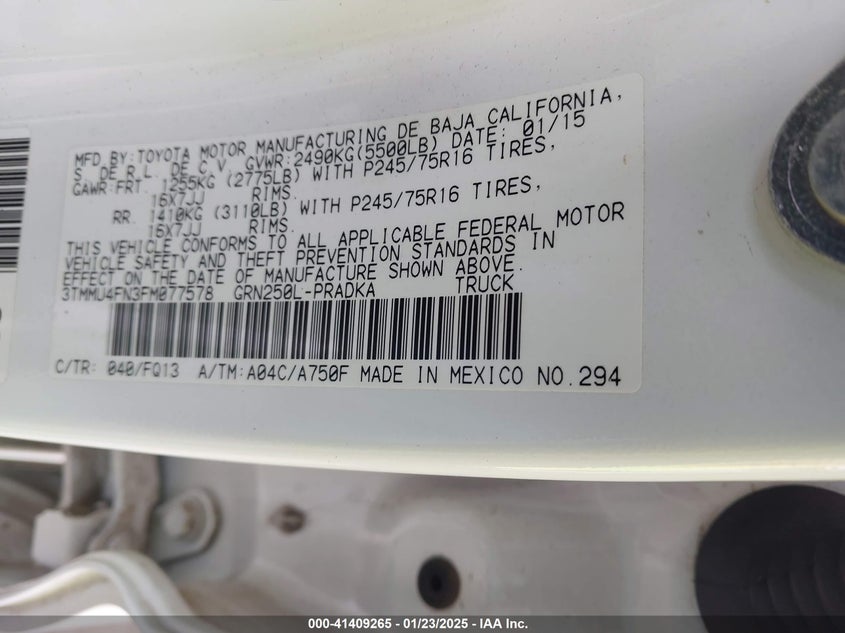 MFD BY:TOYOTA MOTOR MANUFACTURING DE BAJA CALIFORNIA,
S. DE R.L. DE C.V. GVWR:2490KG(5500LB) DATE: 01/15
GAWR:FRT. 1255KG (2775LB) WITH P245/75R16 TIRES,
16X7JJ RIMS.
RR. 1410KG (3110LB) WITH P245/75R16 TIRES,
16X7JJ RIMS.
THIS VEHICLE CONFORMS TO ALL APPLICABLE FEDERAL MOTOR
VEHICLE SAFETY AND THEFT PREVENTION STANDARDS IN
EFFECT ON THE DATE OF MANUFACTURE SHOWN ABOVE.
3TMMU4FN3FM077578 GRN250L-PRADKA TRUCK
C/TR: 040/FQ13 A/TM:A04C/A750F MADE IN MEXICO NO.294
000-41409265 - 01/23/2025 - IAA Inc.